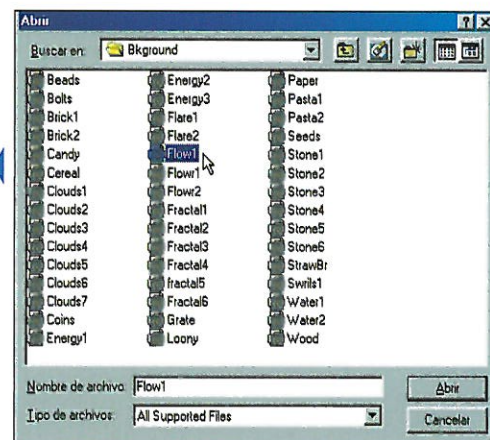 Abrir
Buscar en: Bkground
Beads
Bolts
Brick1
Brick2
Candy
Cereal
Clouds1
Clouds2
Clouds3
Clouds4
Clouds5
Clouds6
Clouds7
Coins
Energy1
Energy2
Energy3
Flare1
Flare2
Flow1
Flowr1
Flowr2
Fractal1
Fractal2
Fractal3
Fractal4
fractal5
Fractal6
Grate
Loony
Paper
Pasta1
Pasta2
Seeds
Stone1
Stone2
Stone3
Stone4
Stone5
Stone6
StrawBr
Swrils1
Water1
Water2
Wood
Nombre de archivo: Flow1
Abrir
Tipo de archivos: All Supported Files
Cancelar